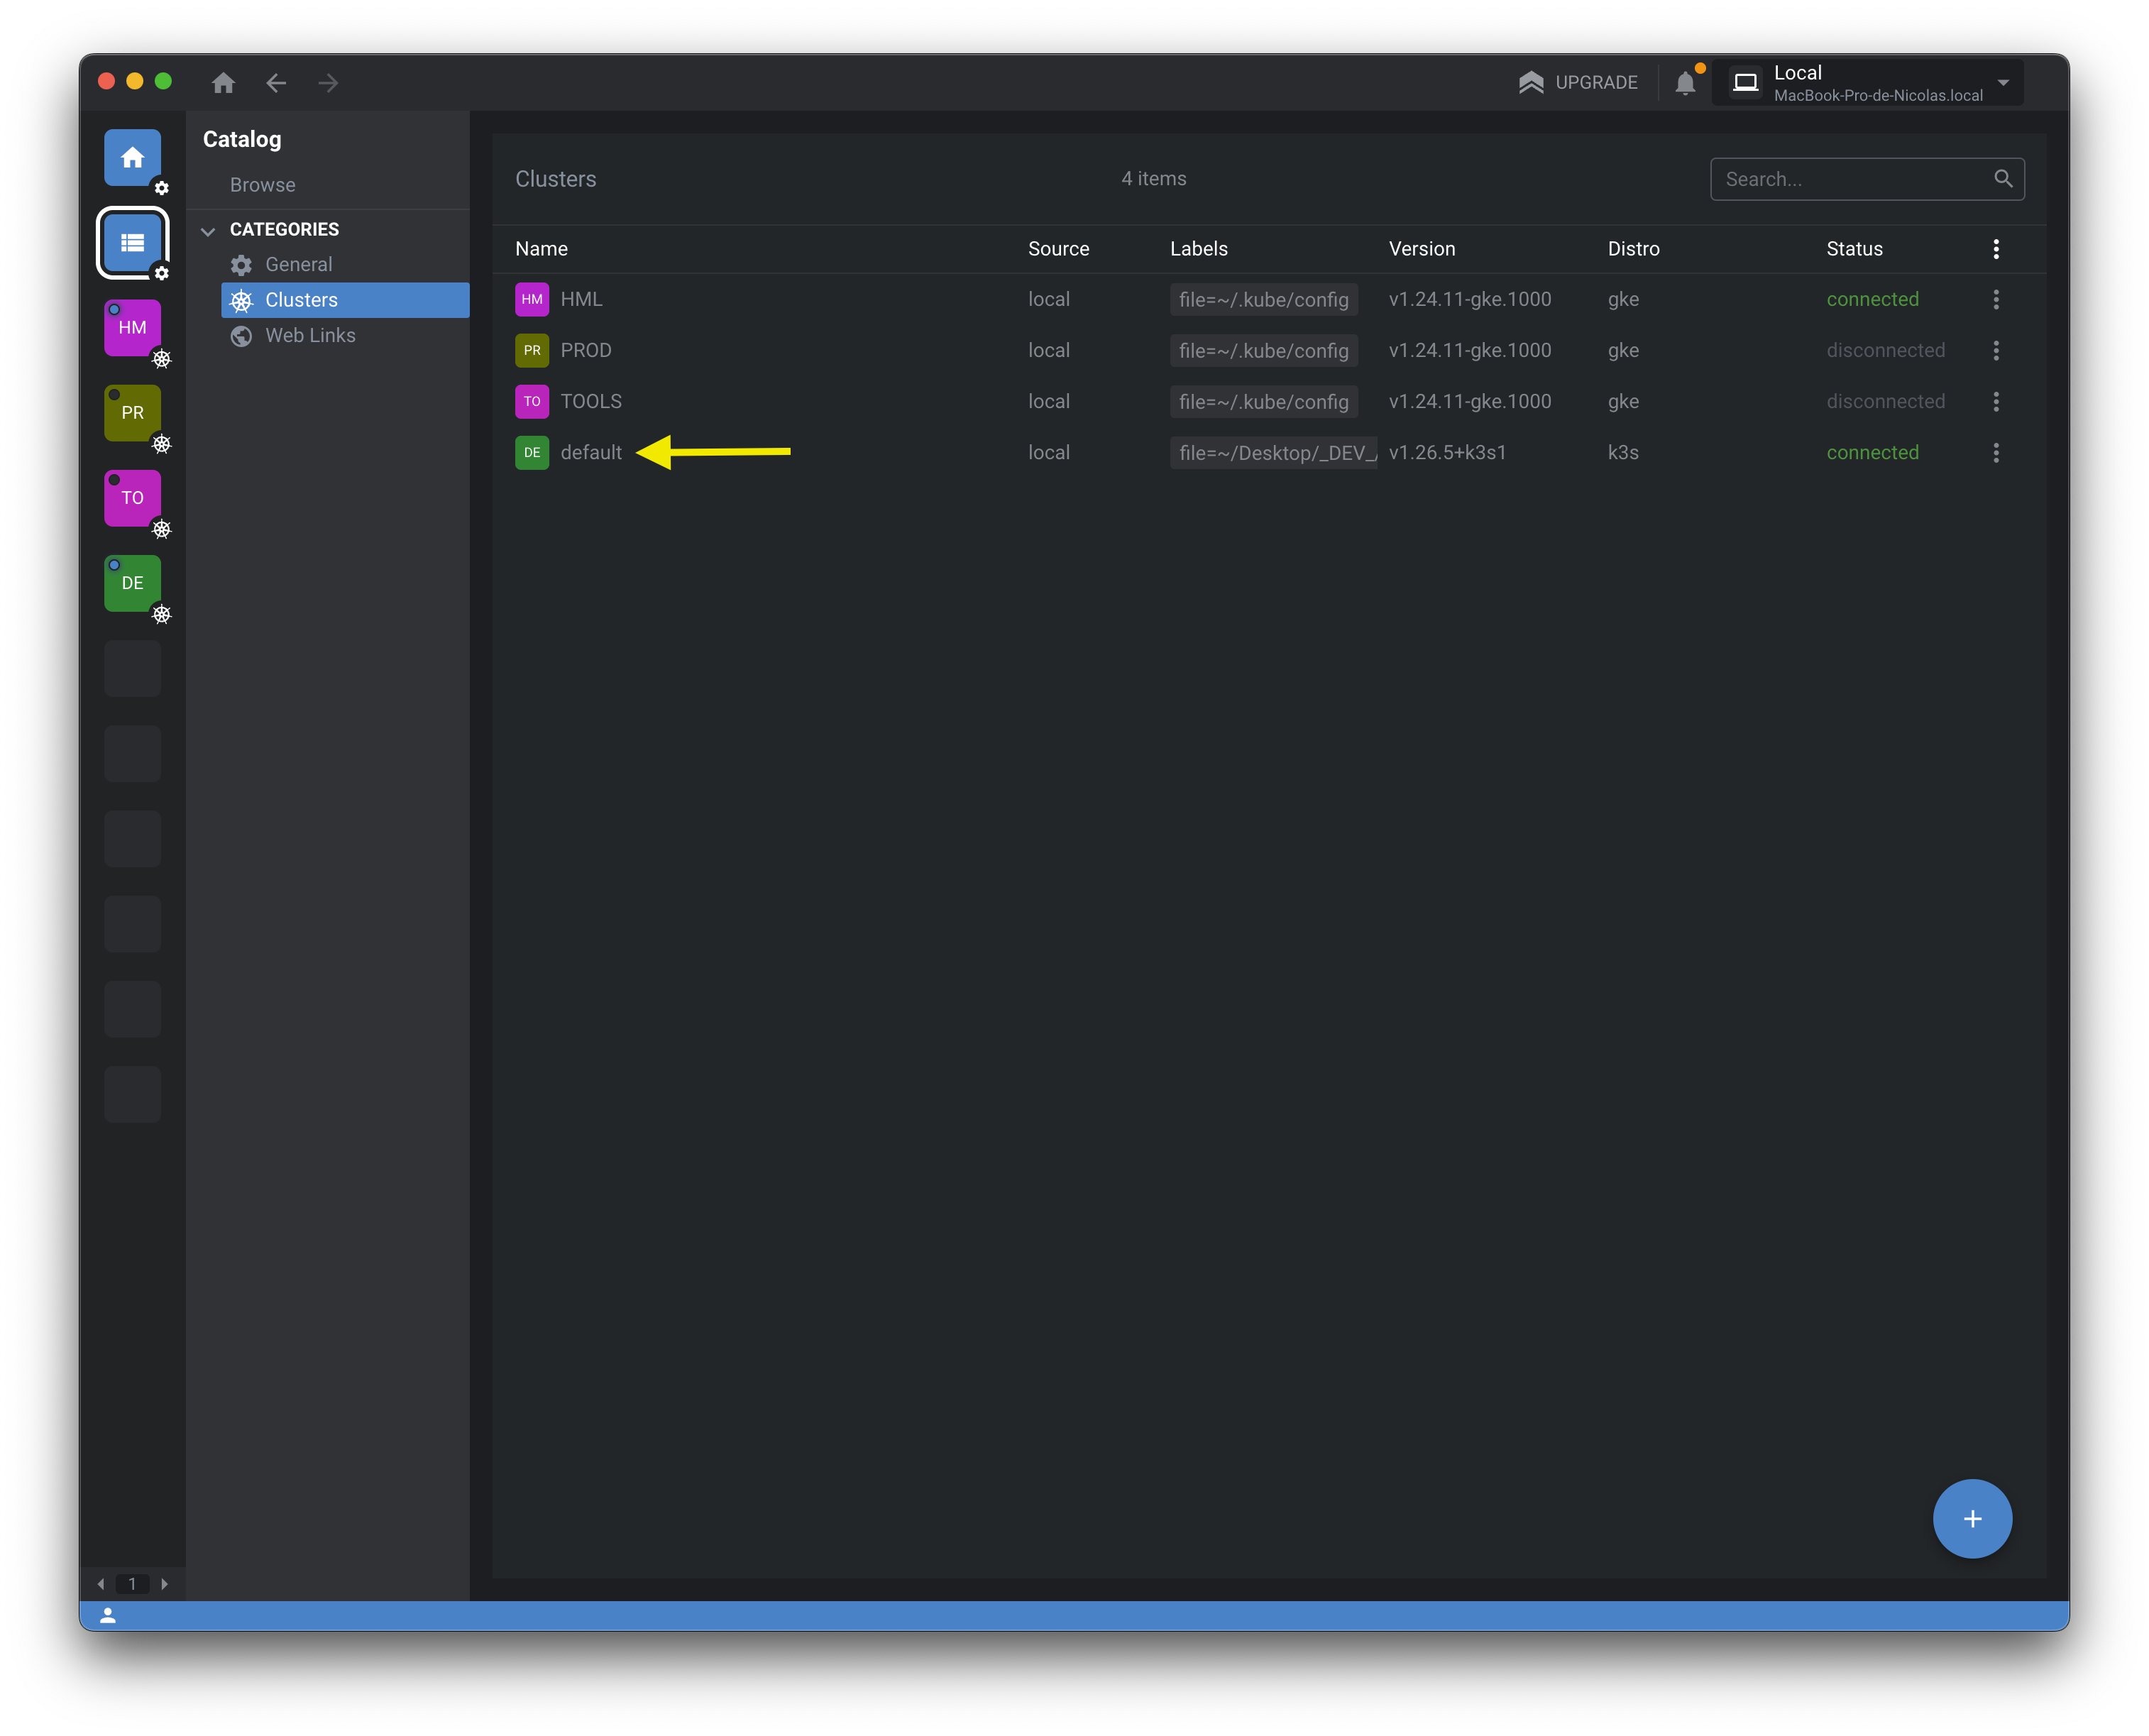 UPGRADE
Local
MacBook-Pro-de-Nicolas.local
Catalog
Browse
CATEGORIES
General
Clusters
Web Links
HM
PR
TO
DE
1
Clusters 4 items Search...
Name Source Labels Version Distro Status
HM HML local file=~/.kube/config v1.24.11-gke.1000 gke connected
PR PROD local file=~/.kube/config v1.24.11-gke.1000 gke disconnected
TO TOOLS local file=~/.kube/config v1.24.11-gke.1000 gke disconnected
DE default local file=~/Desktop/_DEV_/ v1.26.5+k3s1 k3s connected